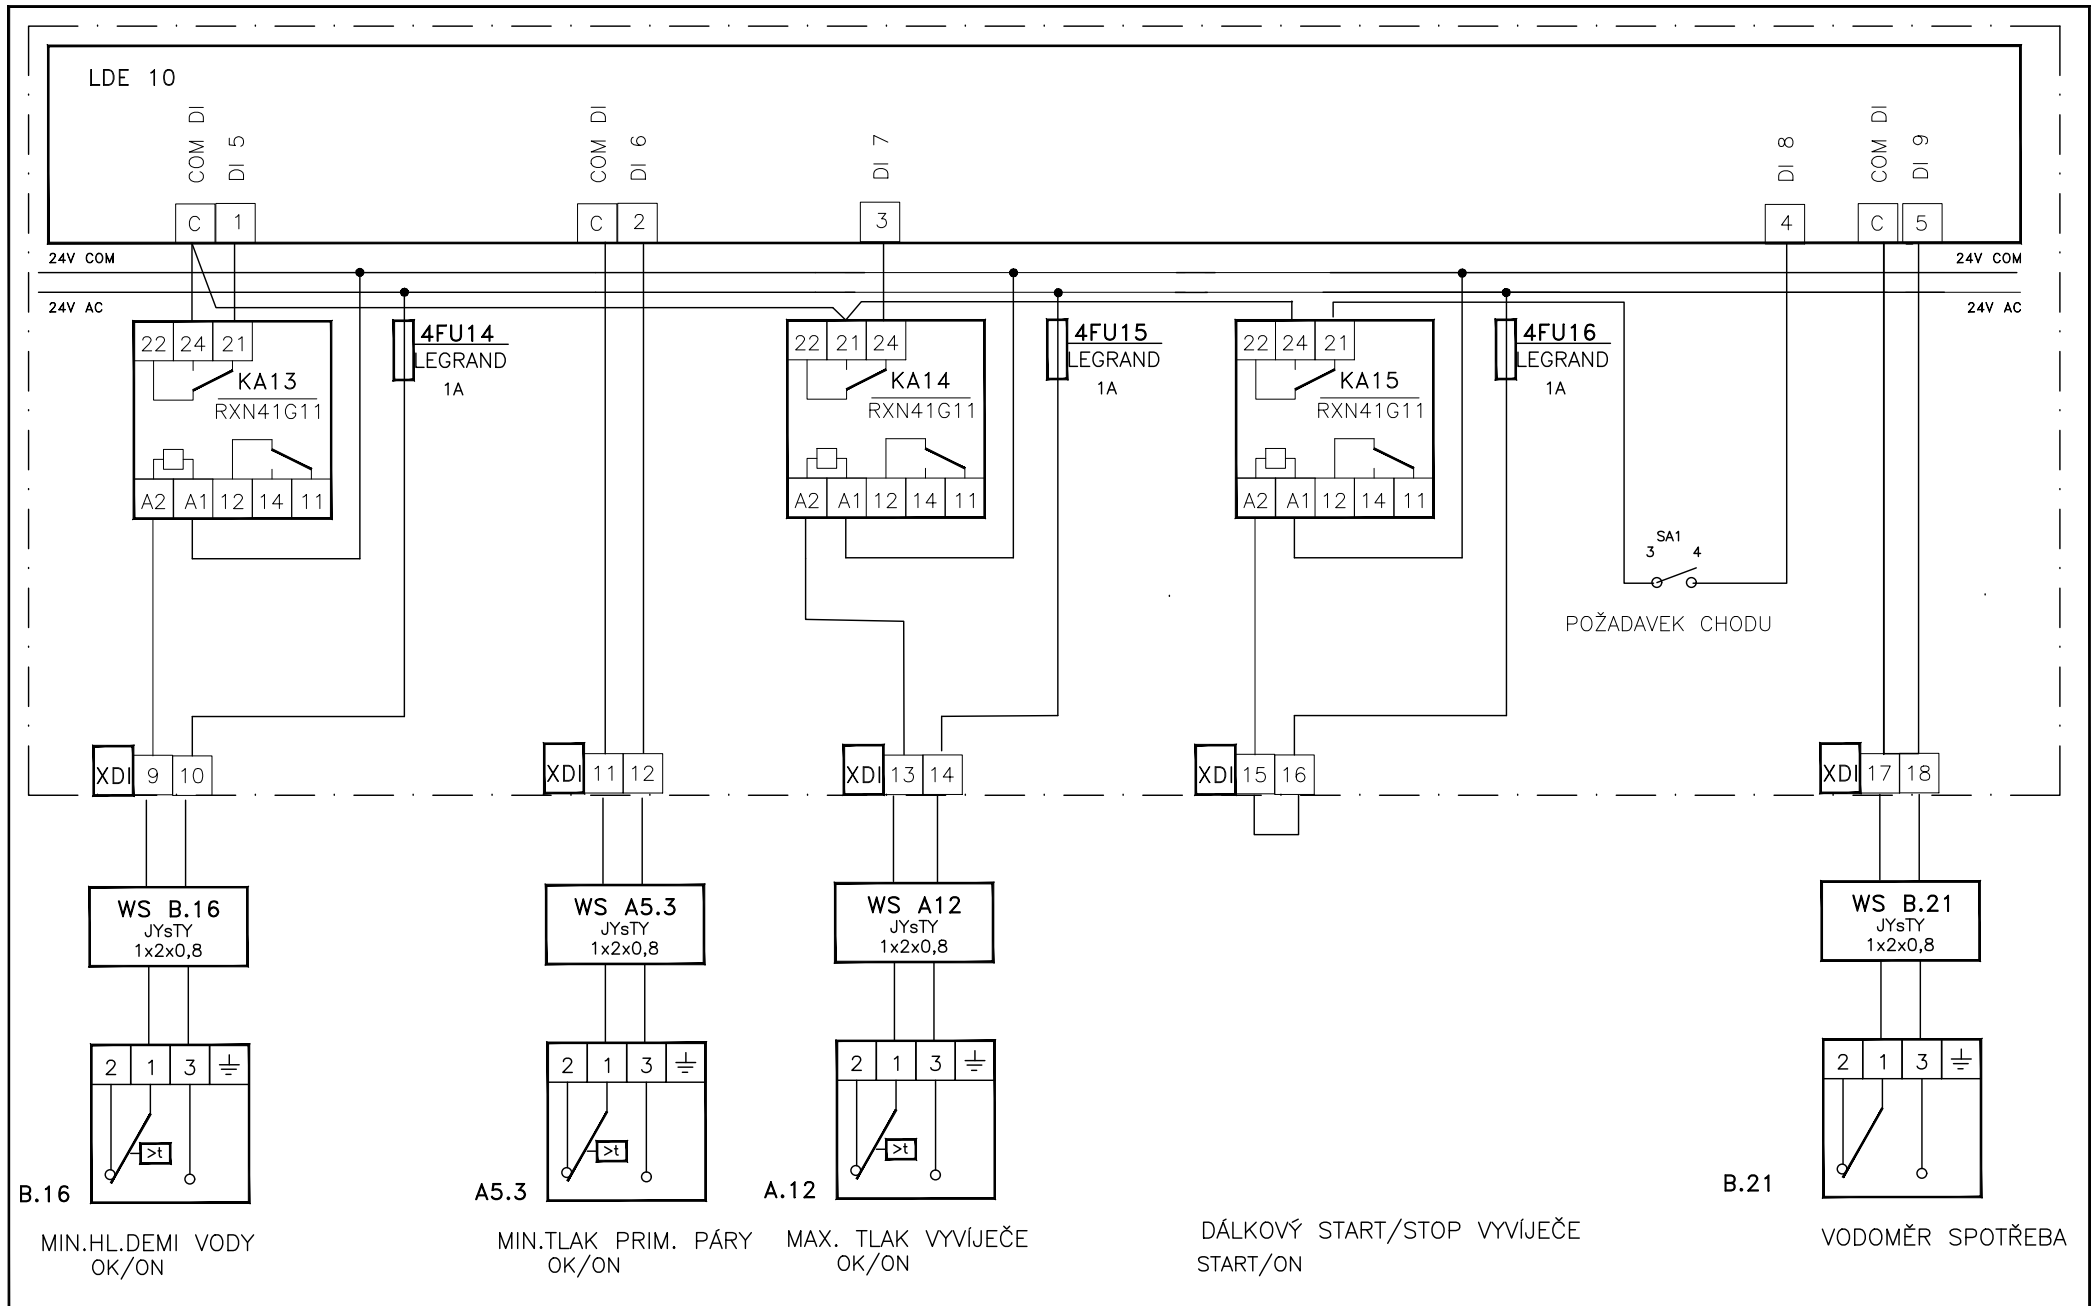 LDE 10
COM DI
DI 5
COM DI
DI 6
DI 7
DI 8
COM DI
DI 9
C 1
C 2
3
4
C 5
24V COM
24V COM
24V AC
24V AC
22 24 21
KA13
RXN41G11
A2 A1 12 14 11
4FU14
LEGRAND
1A
22 21 24
KA14
RXN41G11
A2 A1 12 14 11
4FU15
LEGRAND
1A
22 24 21
KA15
RXN41G11
A2 A1 12 14 11
4FU16
LEGRAND
1A
SA1
3 4
POŽADAVEK CHODU
XDI 9 10
XDI 11 12
XDI 13 14
XDI 15 16
XDI 17 18
WS B.16
JYsTY
1x2x0,8
WS A5.3
JYsTY
1x2x0,8
WS A12
JYsTY
1x2x0,8
WS B.21
JYsTY
1x2x0,8
2 1 3
>t
B.16
MIN.HL.DEMI VODY
OK/ON
2 1 3
>t
A5.3
MIN.TLAK PRIM. PÁRY
OK/ON
2 1 3
>t
A.12
MAX. TLAK VYVÍJEČE
OK/ON
DÁLKOVÝ START/STOP VYVÍJEČE
START/ON
2 1 3
B.21
VODOMĚR SPOTŘEBA